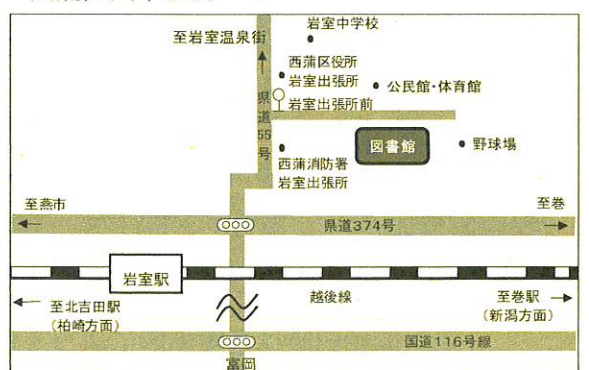 岩室中学校
至岩室温泉街
西蒲区役所
岩室出張所
公民館・体育館
岩室出張所前
県道55号
図書館
野球場
西蒲消防署
岩室出張所
至燕市
至巻
県道374号
岩室駅
越後線
至北吉田駅
(柏崎方面)
至巻駅
(新潟方面)
国道116号線
富岡